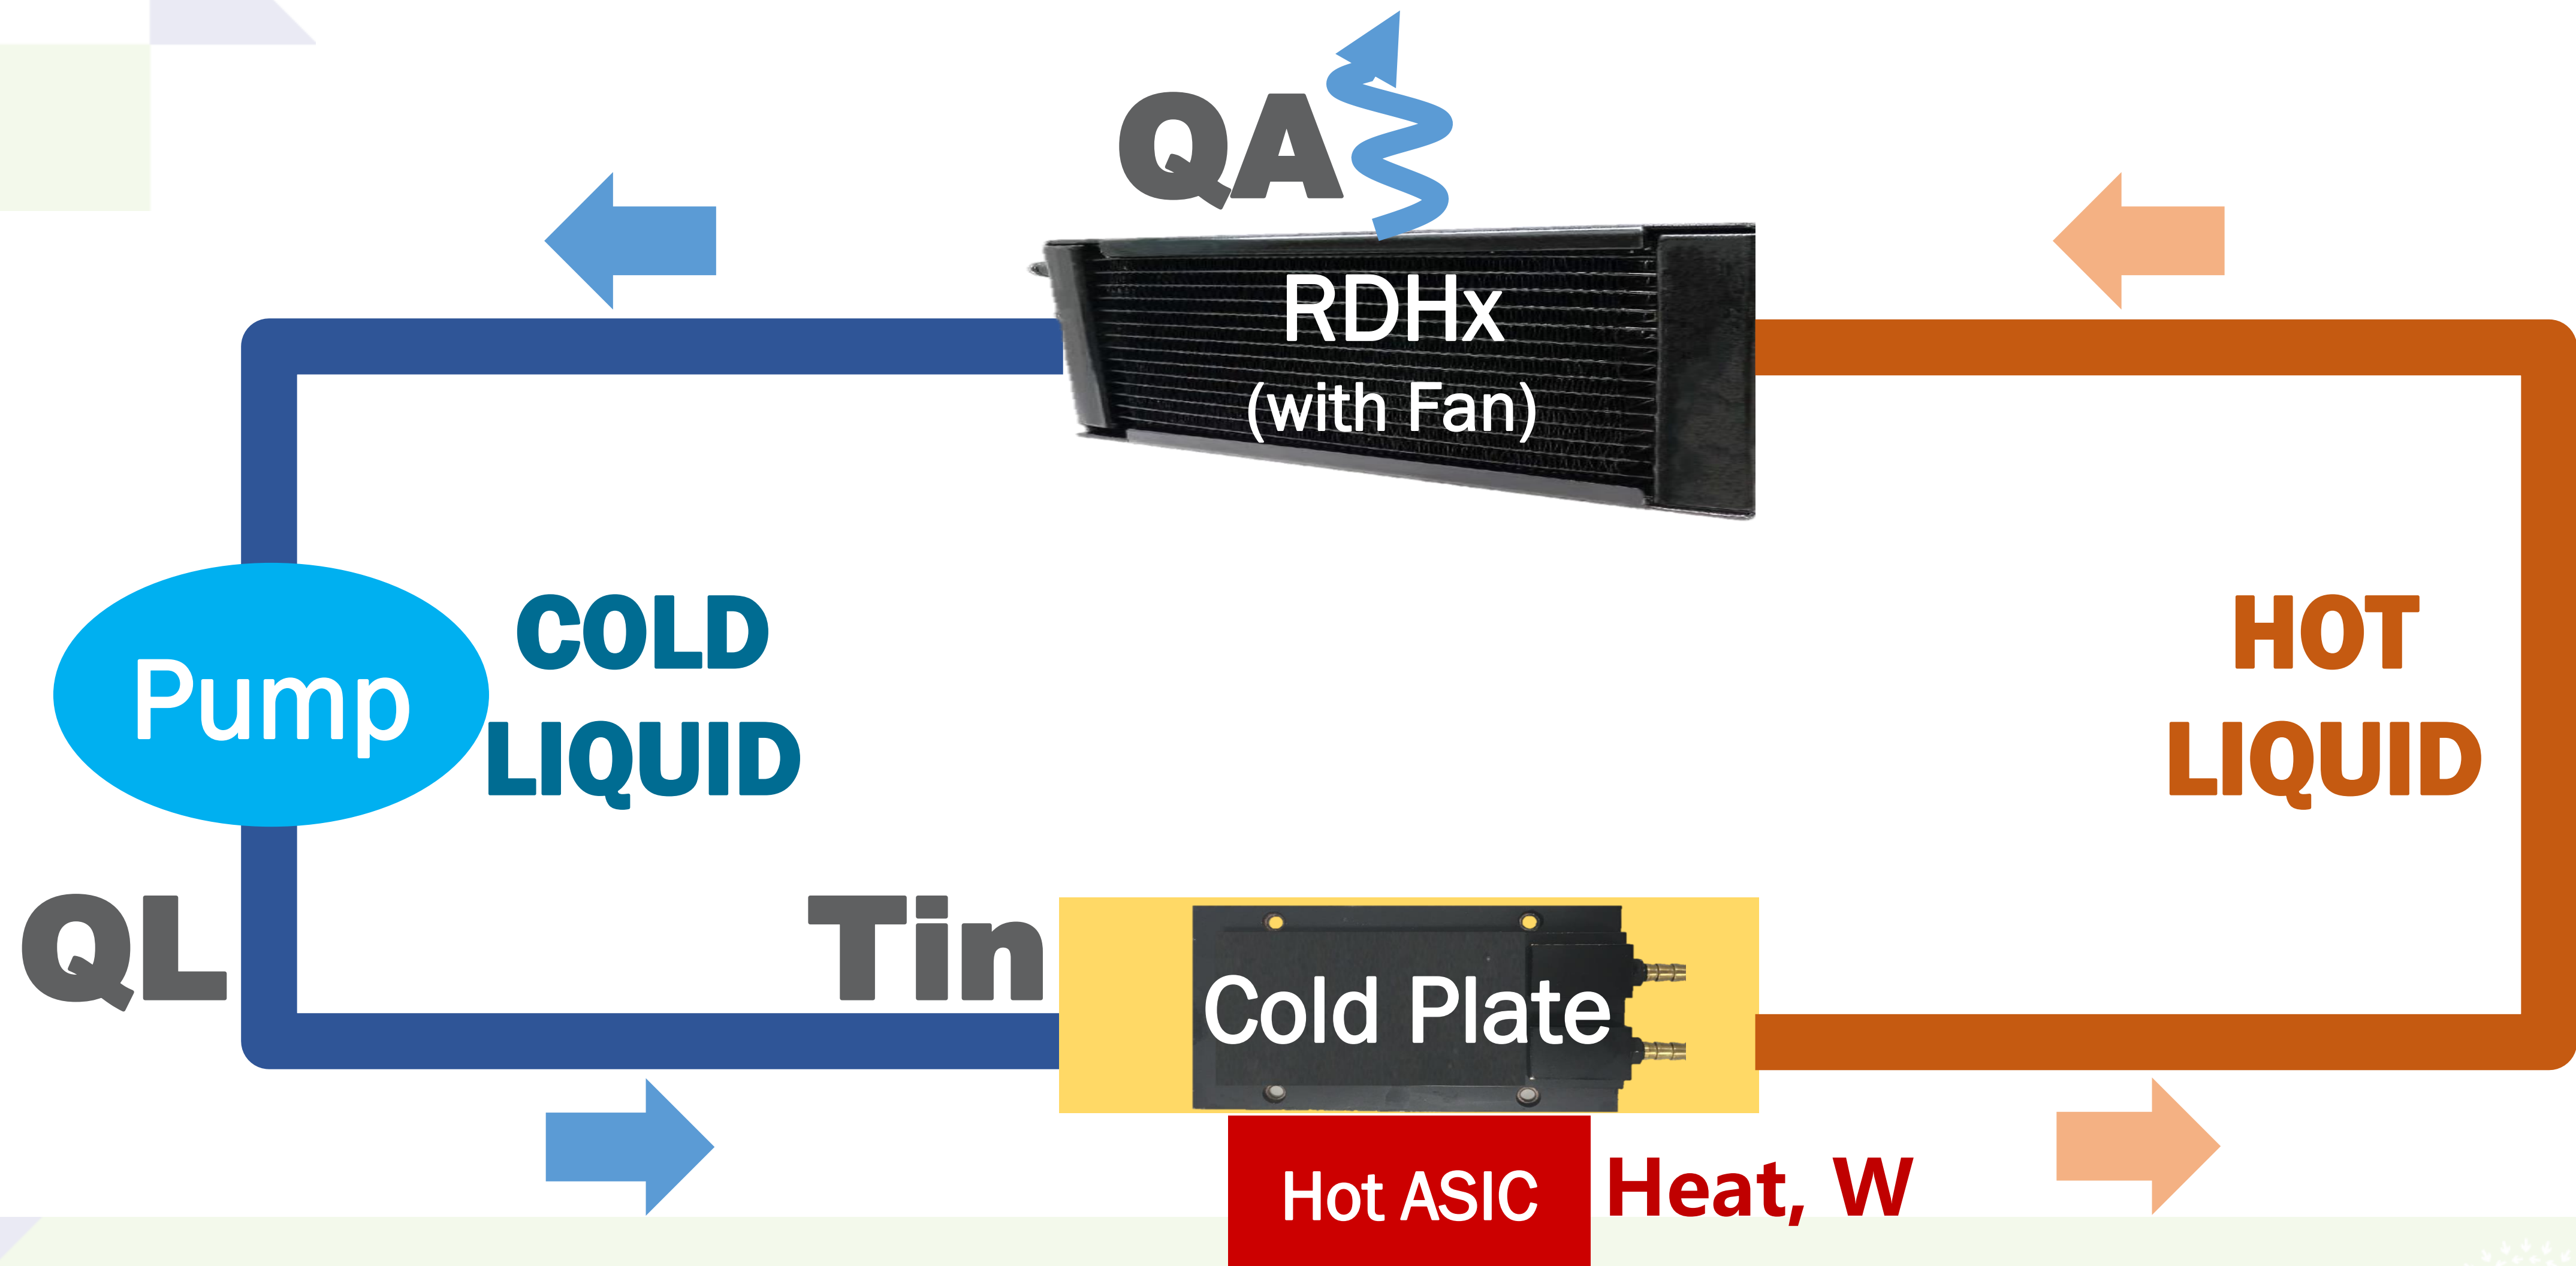 QA
RDHx
(with Fan)
Pump
COLD
LIQUID
HOT
LIQUID
QL
Tin
Cold Plate
Hot ASIC
Heat, W